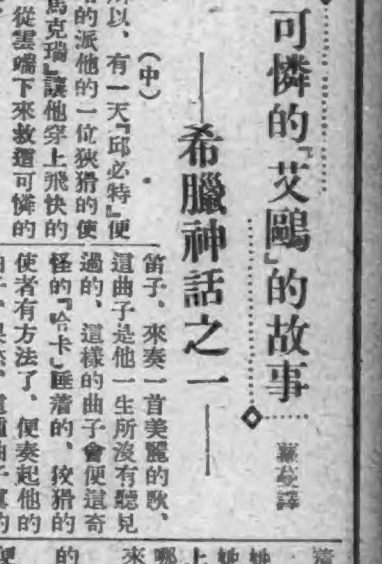 可憐的『艾鷗』的故事
——希臘神話之一——
譯
（中）
所以、有一天『邱必特』便
的派他的一位狡猾的使
馬克瑞』讓他穿上飛快的
從雲端下來救這可憐的
笛子、來奏一首美麗的歌、
這曲子是他一生所沒有聽見
過的、這樣的曲子會使這奇
怪的『哈卡』睡着的、狡猾的
使者有方法了、便奏起他的